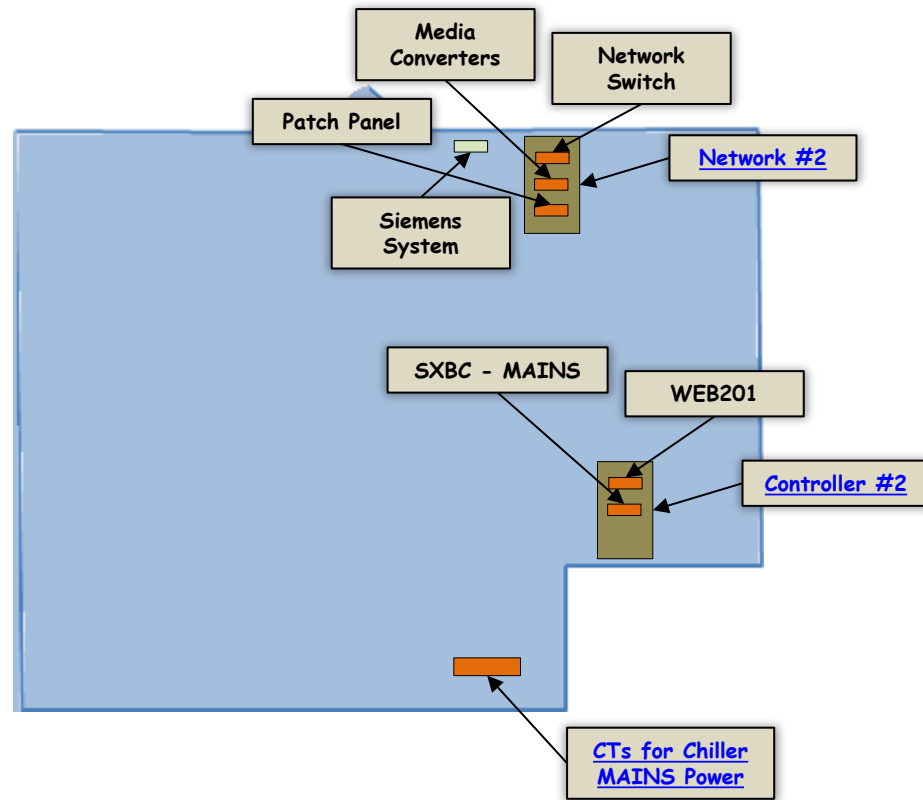 Media
Converters
Network
Switch
Patch Panel
Network #2
Siemens
System
SXBC - MAINS
WEB201
Controller #2
CTs for Chiller
MAINS Power